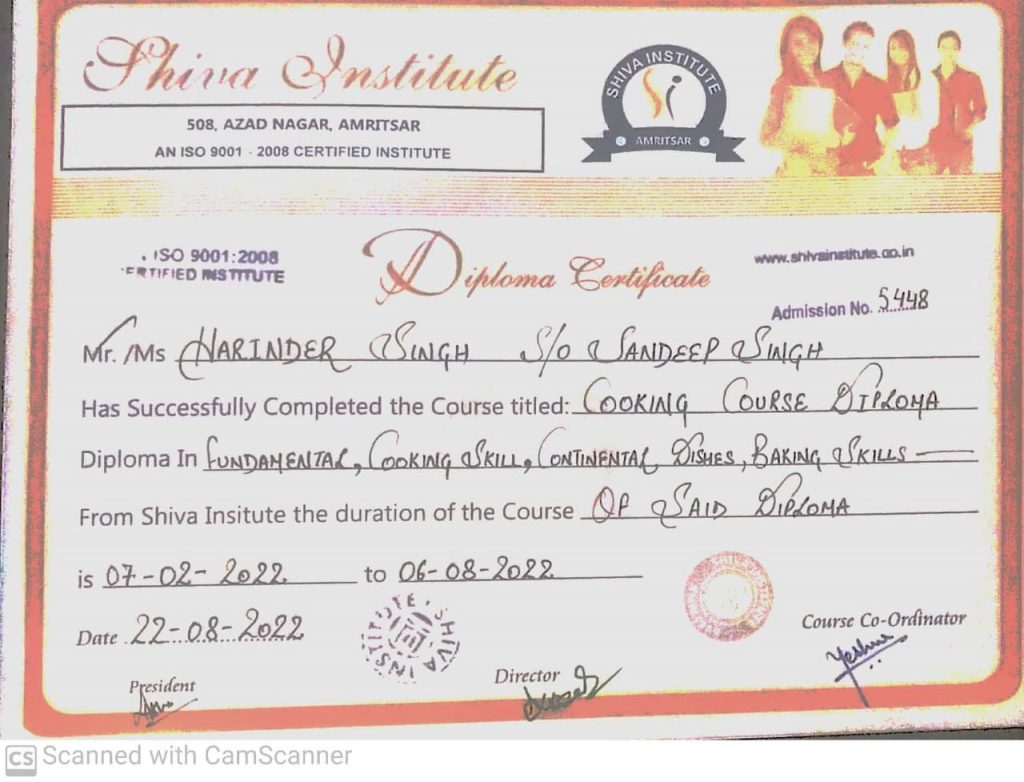 Shiva Institute
508, AZAD NAGAR, AMRITSAR
AN ISO 9001 - 2008 CERTIFIED INSTITUTE
SHIVA INSTITUTE
AMRITSAR
ISO 9001:2008
ERTIFIED INSTITUTE
Diploma Certificate
www.shivainstitute.co.in
Admission No. 5448
Mr. /Ms HARINDER SINGH S/o SANDEEP SINGH
Has Successfully Completed the Course titled: COOKING COURSE DIPLOMA
Diploma In FUNDAMENTAL, COOKING SKILL, CONTINENTAL DISHES, BAKING SKILLS
From Shiva Insitute the duration of the Course OF SAID DIPLOMA
is 07-02-2022 to 06-08-2022
Date 22-08-2022
SHIVA INSTITUTE
Course Co-Ordinator
President
Director
CS Scanned with CamScanner